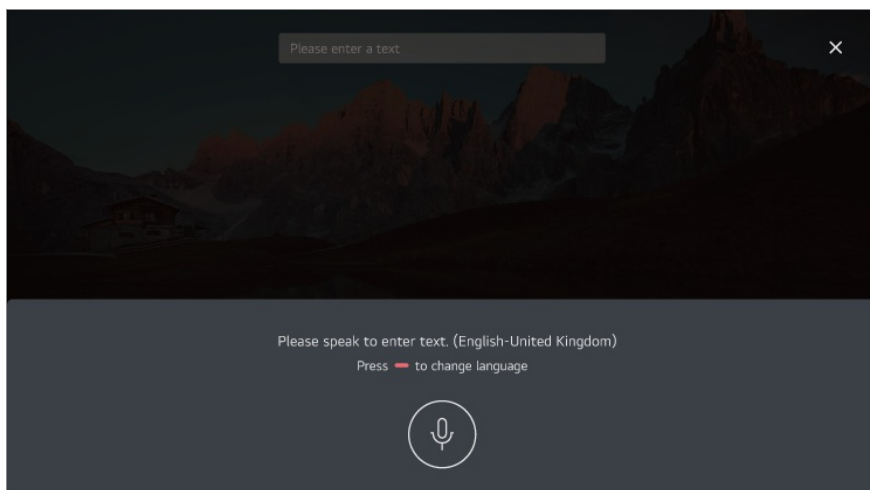 Please enter a text
Please speak to enter text. (English-United Kingdom)
Press to change language